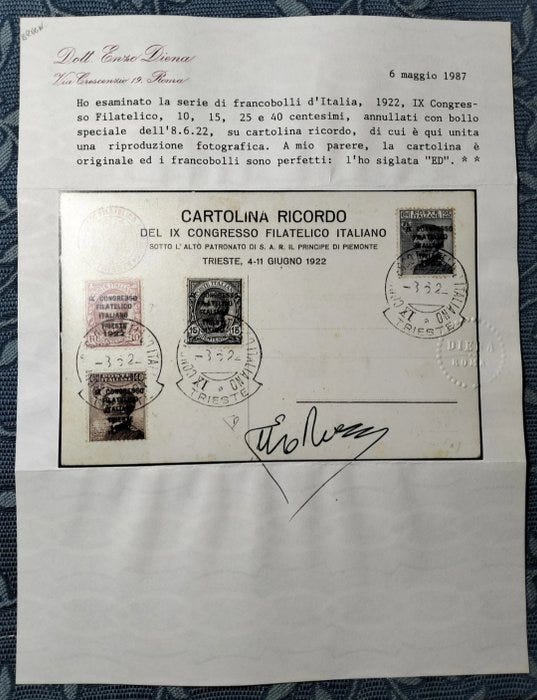 Dott. Enzo Diena
Via Crescenzio 19, Roma
6 maggio 1987
Ho esaminato la serie di francobolli d'Italia, 1922, IX Congres-
so Filatelico, 10, 15, 25 e 40 centesimi, annullati con bollo
speciale dell'8.6.22, su cartolina ricordo, di cui è qui unita
una riproduzione fotografica. A mio parere, la cartolina è
originale ed i francobolli sono perfetti: l'ho siglata "ED". * *
CARTOLINA RICORDO
DEL IX CONGRESSO FILATELICO ITALIANO
SOTTO L'ALTO PATRONATO DI S. A. R. IL PRINCIPE DI PIEMONTE
TRIESTE, 4-11 GIUGNO 1922
IX CONGRESSO
FILATELICO
ITALIANO
TRIESTE
1922
TRIESTE
TRIESTE
DIENA
ROMA